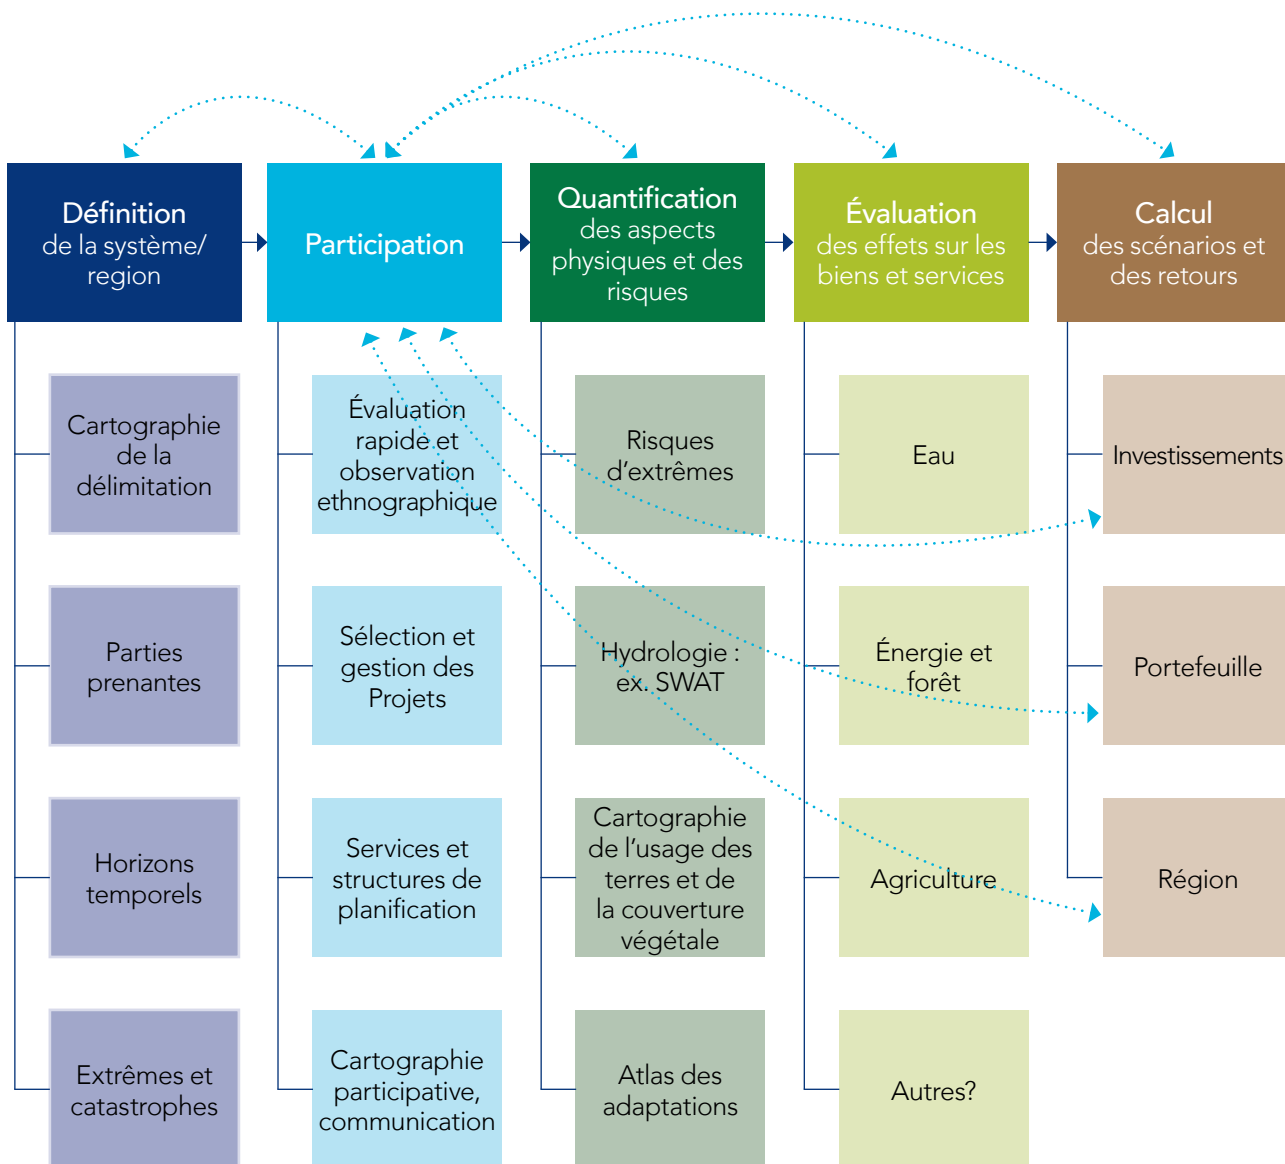 Définition
de la système/
region
Participation
Quantification
des aspects
physiques et des
risques
Évaluation
des effets sur les
biens et services
Calcul
des scénarios et
des retours
Cartographie
de la
délimitation
Parties
prenantes
Horizons
temporels
Extrêmes et
catastrophes
Évaluation
rapide et
observation
ethnographique
Sélection et
gestion des
Projets
Services et
structures de
planification
Cartographie
participative,
communication
Risques
d'extrêmes
Hydrologie :
ex. SWAT
Cartographie
de l'usage des
terres et de
la couverture
végétale
Atlas des
adaptations
Eau
Énergie et
forêt
Agriculture
Autres?
Investissements
Portefeuille
Région